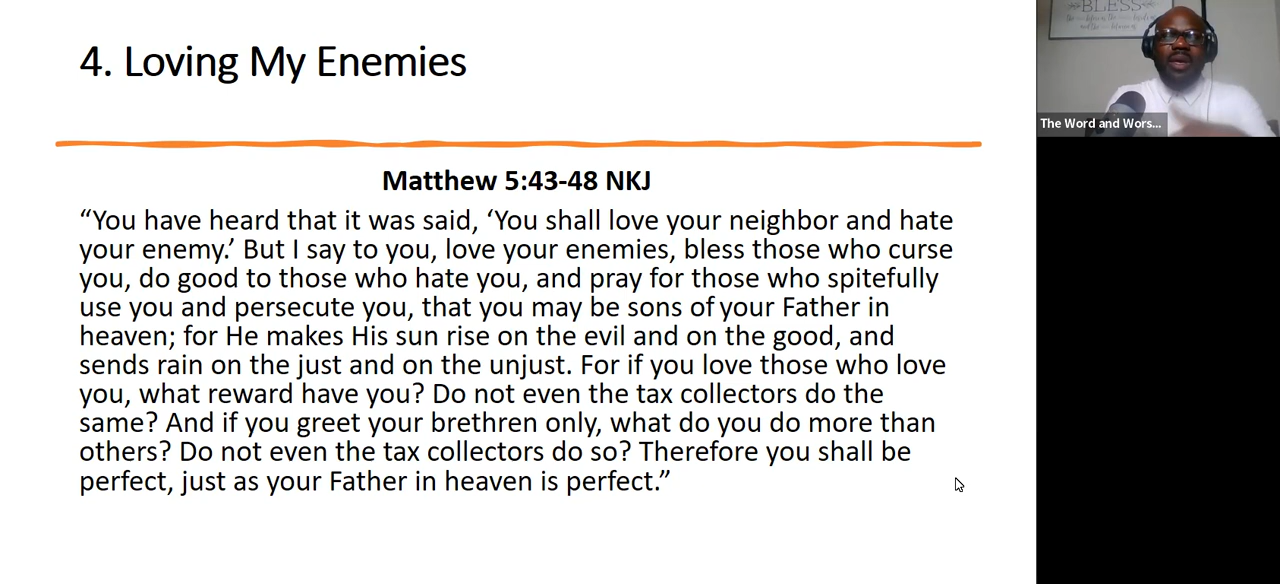 4. Loving My Enemies
Matthew 5:43-48 NKJ
“You have heard that it was said, ‘You shall love your neighbor and hate
your enemy.’ But I say to you, love your enemies, bless those who curse
you, do good to those who hate you, and pray for those who spitefully
use you and persecute you, that you may be sons of your Father in
heaven; for He makes His sun rise on the evil and on the good, and
sends rain on the just and on the unjust. For if you love those who love
you, what reward have you? Do not even the tax collectors do the
same? And if you greet your brethren only, what do you do more than
others? Do not even the tax collectors do so? Therefore you shall be
perfect, just as your Father in heaven is perfect.”
BLESS
The Word and Wors...